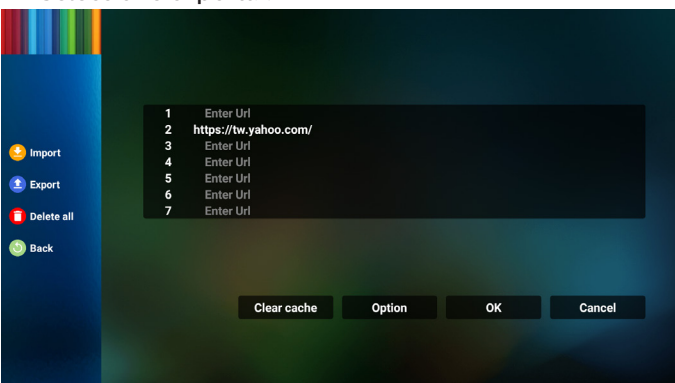 1 Enter Url
2 https://tw.yahoo.com/
3 Enter Url
4 Enter Url
5 Enter Url
6 Enter Url
7 Enter Url
Import
Export
Delete all
Back
Clear cache Option OK Cancel